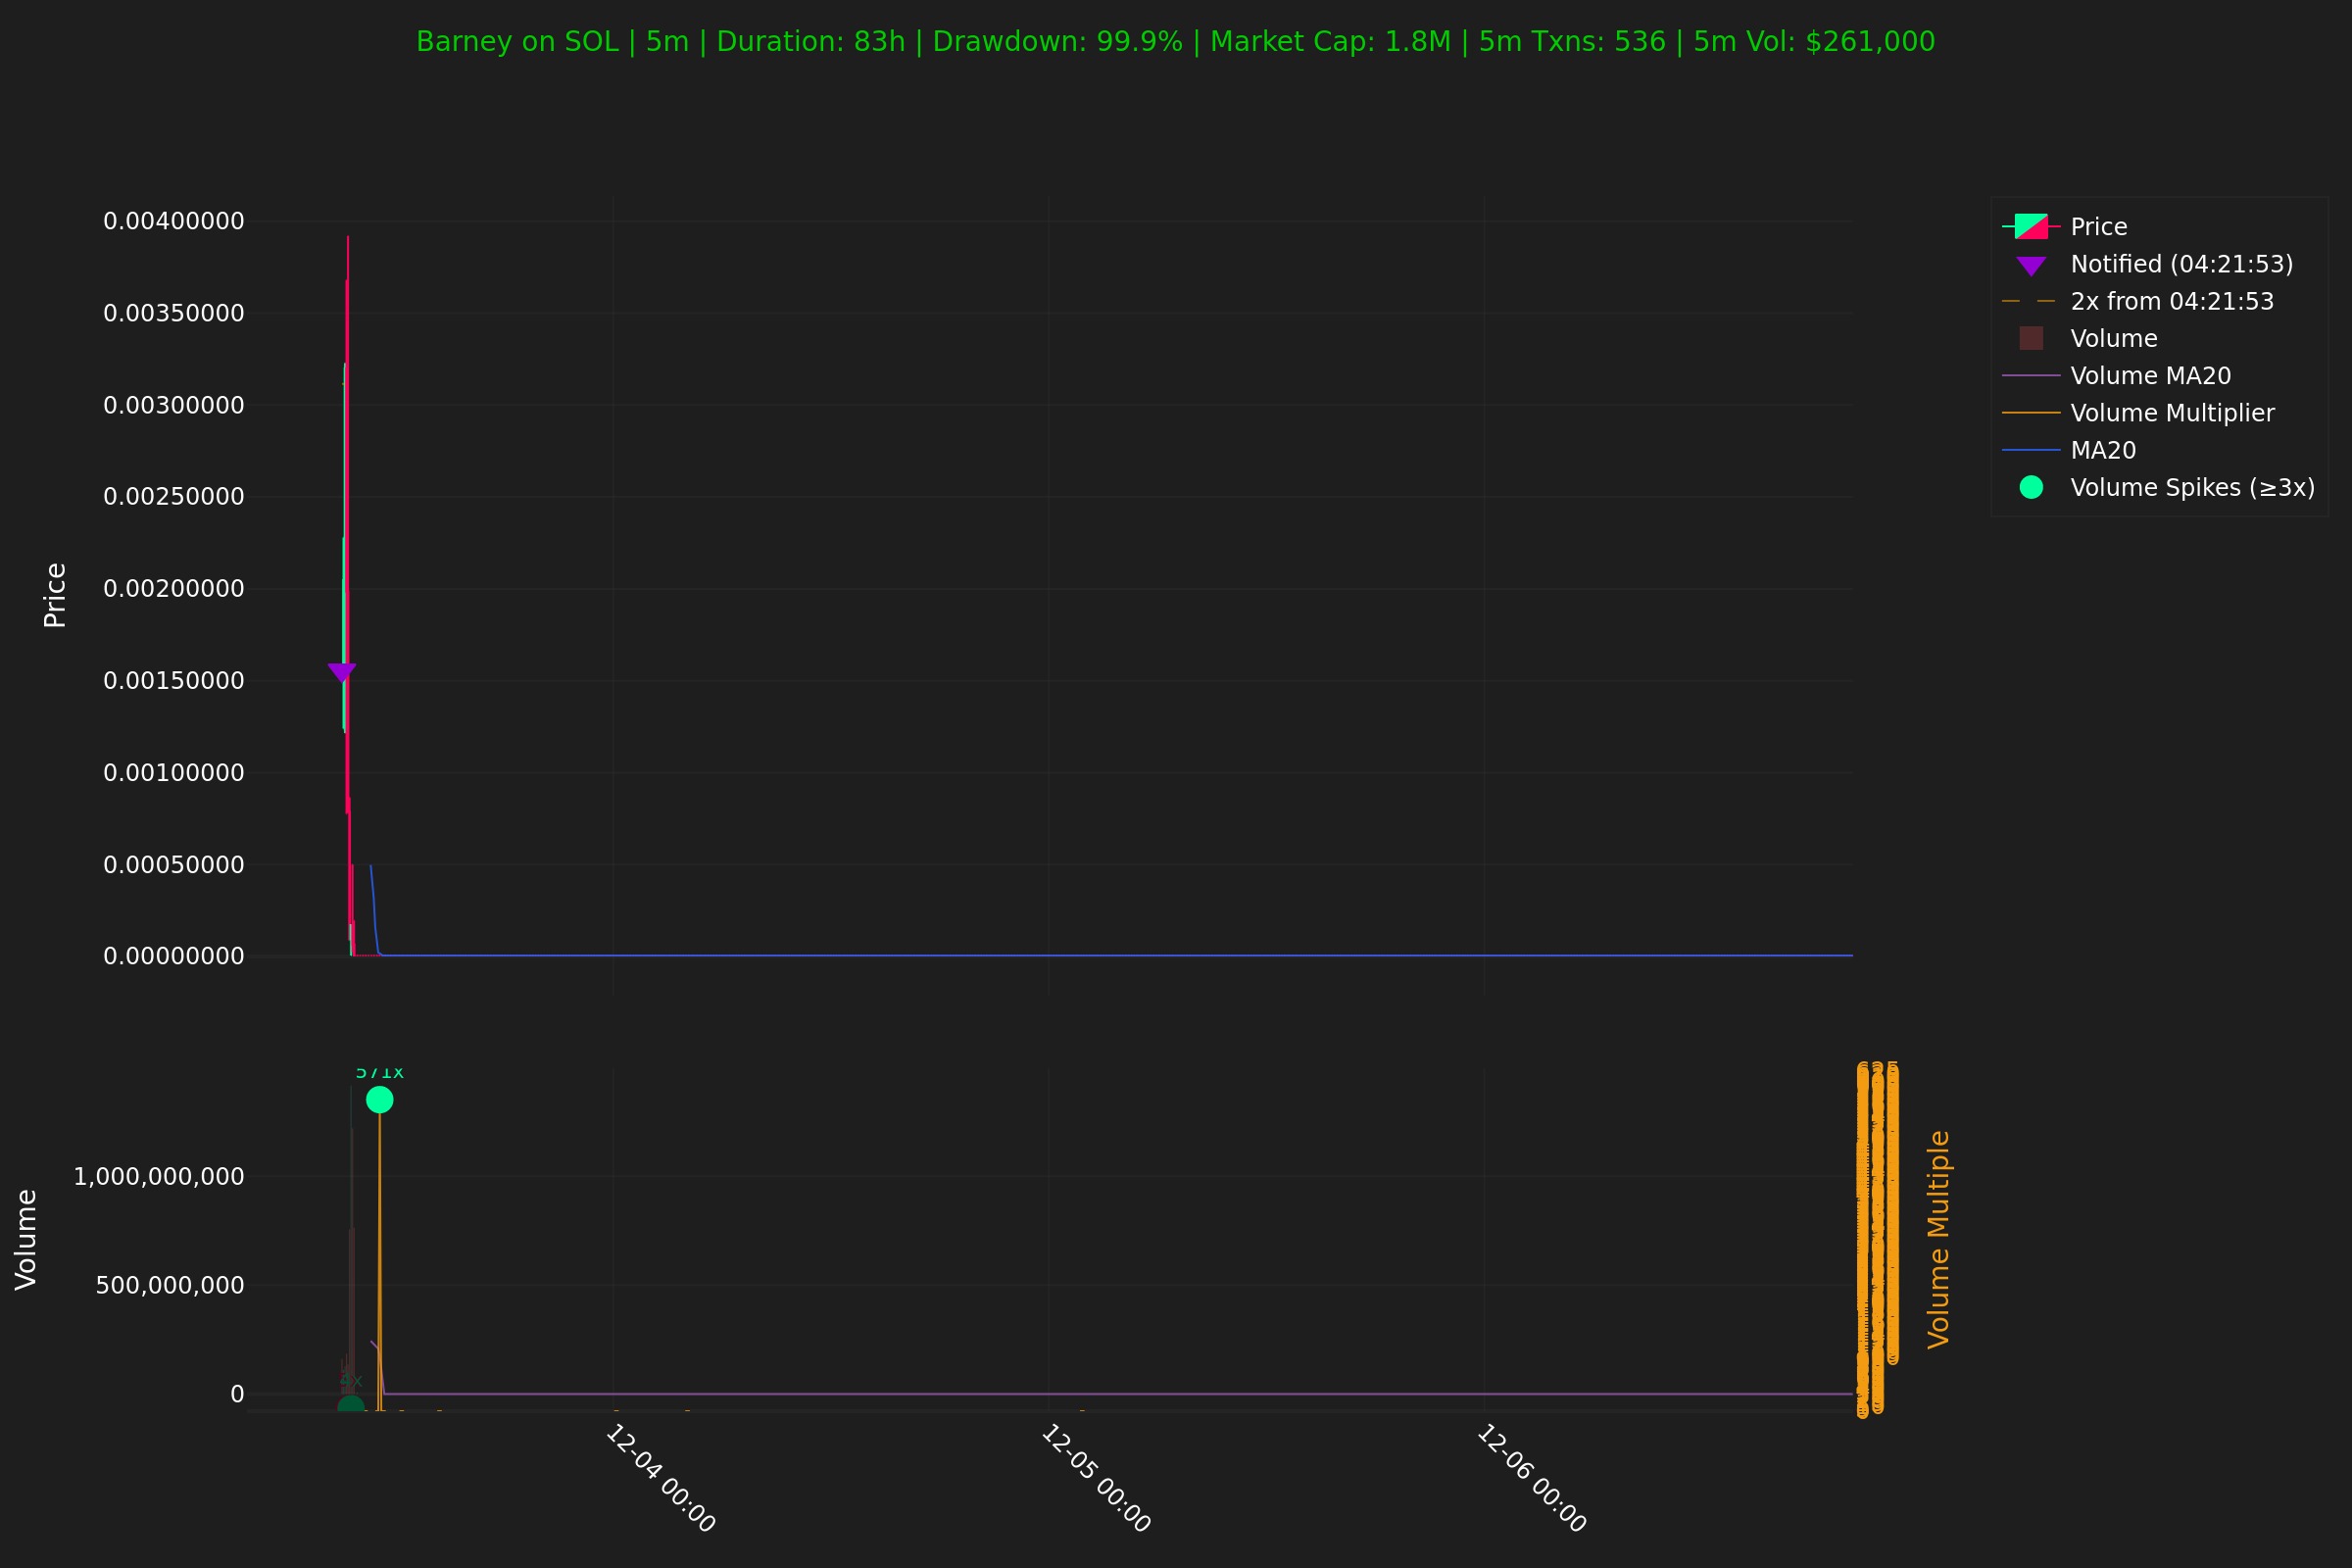 Barney on SOL | 5m | Duration: 83h | Drawdown: 99.9% | Market Cap: 1.8M | 5m Txns: 536 | 5m Vol: $261,000
Price
0.00400000
0.00350000
0.00300000
0.00250000
0.00200000
0.00150000
0.00100000
0.00050000
0.00000000
Price
Notified (04:21:53)
2x from 04:21:53
Volume
Volume MA20
Volume Multiplier
MA20
Volume Spikes (≥3x)
Volume
1,000,000,000
500,000,000
0
571x
4x
Volume Multiple
12-04 00:00
12-05 00:00
12-06 00:00